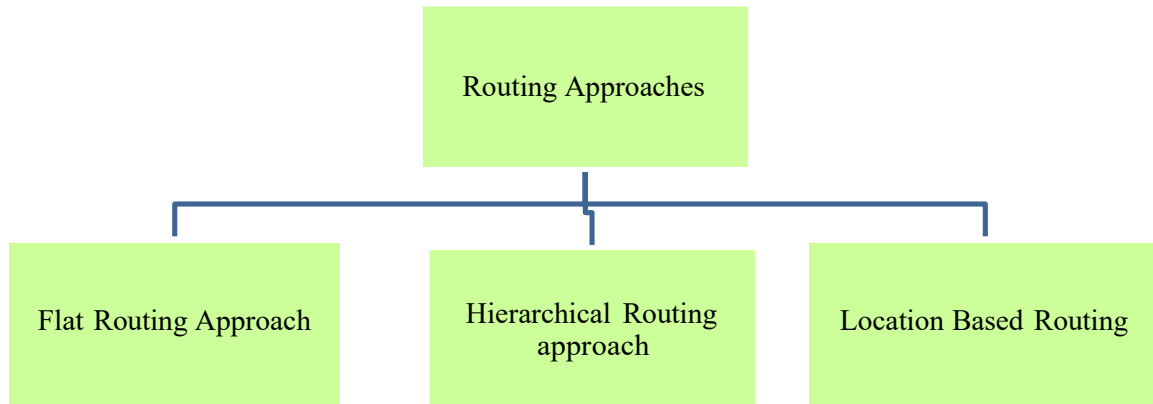 Routing Approaches
Flat Routing Approach
Hierarchical Routing
approach
Location Based Routing